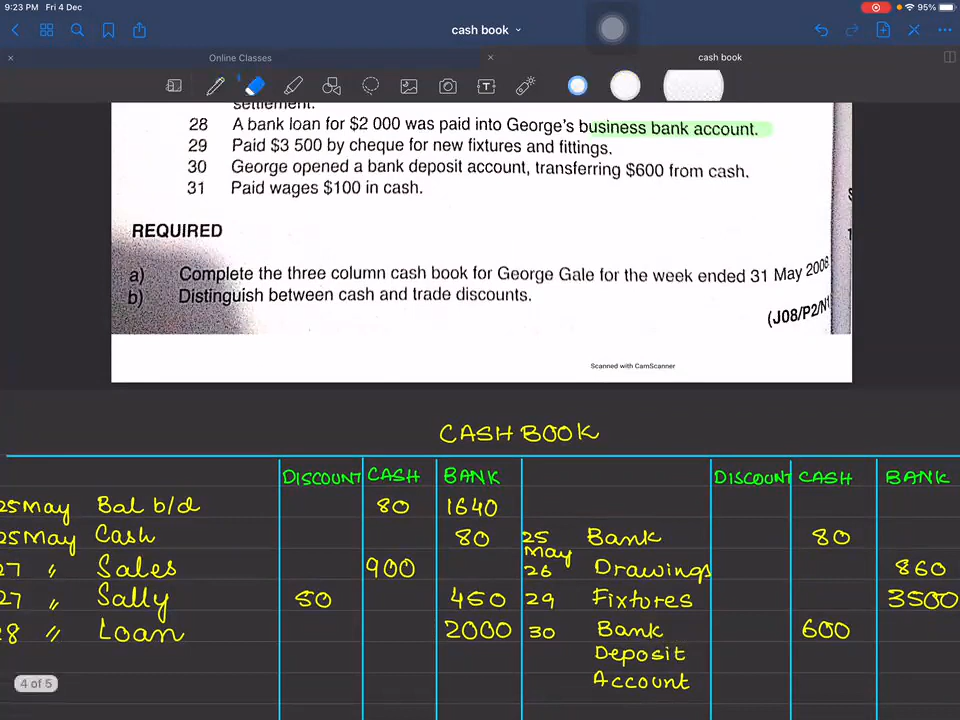 9:23 PM Fri 4 Dec
95%
cash book
Online Classes
cash book
settlement.
28 A bank loan for $2 000 was paid into George's business bank account.
29 Paid $3 500 by cheque for new fixtures and fittings.
30 George opened a bank deposit account, transferring $600 from cash.
31 Paid wages $100 in cash.
REQUIRED
a) Complete the three column cash book for George Gale for the week ended 31 May 2008
b) Distinguish between cash and trade discounts.
(J08/P2/N1
Scanned with CamScanner
CASH BOOK
DISCOUNT CASH BANK DISCOUNT CASH BANK
25 May Bal b/d 80 1640
25 May Cash 80 25 May Bank 80
27 " Sales 900 26 Drawings 860
27 " Sally 50 450 29 Fixtures 3500
28 " Loan 2000 30 Bank 600
Deposit
Account
4 of 5